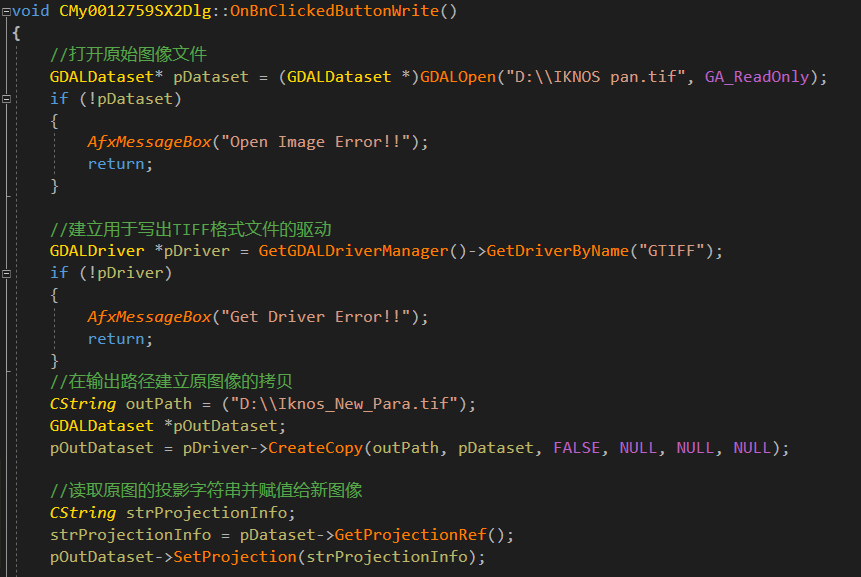 void CMy0012759SX2Dlg::OnBnClickedButtonWrite()
{
//打开原始图像文件
GDALDataset* pDataset = (GDALDataset *)GDALOpen("D:\\IKNOS pan.tif", GA_ReadOnly);
if (!pDataset)
{
AfxMessageBox("Open Image Error!!");
return;
}
//建立用于写出TIFF格式文件的驱动
GDALDriver *pDriver = GetGDALDriverManager()->GetDriverByName("GTIFF");
if (!pDriver)
{
AfxMessageBox("Get Driver Error!!");
return;
}
//在输出路径建立原图像的拷贝
CString outPath = ("D:\\Iknos_New_Para.tif");
GDALDataset *pOutDataset;
pOutDataset = pDriver->CreateCopy(outPath, pDataset, FALSE, NULL, NULL, NULL);
//读取原图的投影字符串并赋值给新图像
CString strProjectionInfo;
strProjectionInfo = pDataset->GetProjectionRef();
pOutDataset->SetProjection(strProjectionInfo);